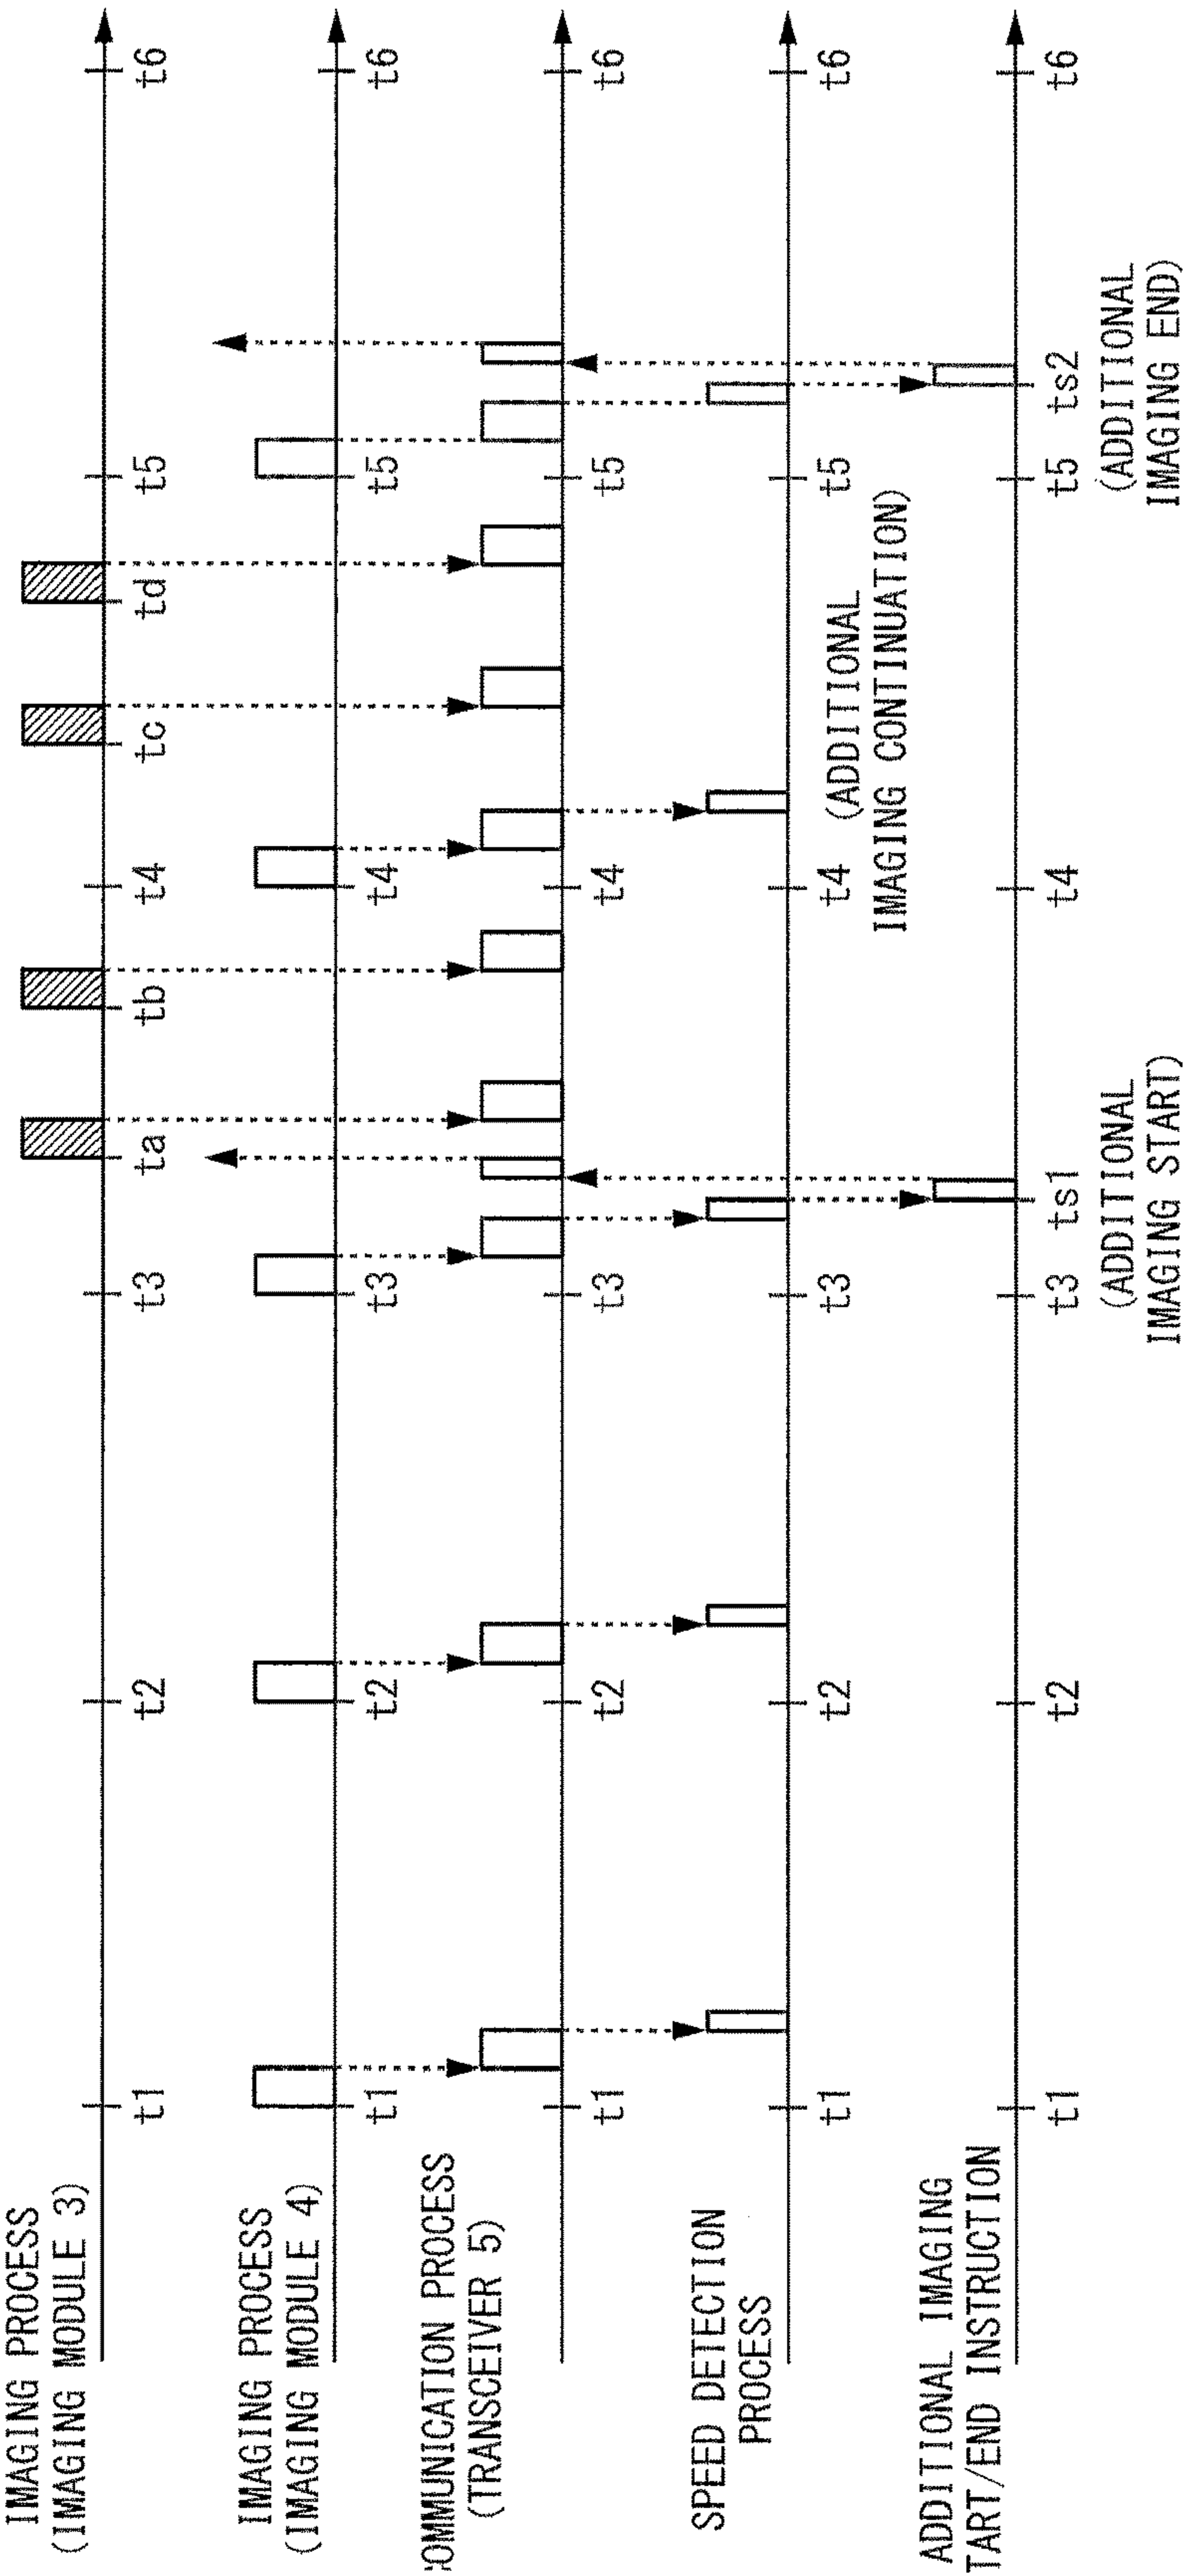 IMAGING PROCESS
(IMAGING MODULE 3)
t1
t2
t3
ta
tb
t4
tc
td
t5
t6
IMAGING PROCESS
(IMAGING MODULE 4)
t1
t2
t3
t4
t5
t6
OMMUNICATION PROCESS
(TRANSCEIVER 5)
t1
t2
t3
t4
t5
t6
SPEED DETECTION
PROCESS
t1
t2
t3
t4
t5
t6
(ADDITIONAL
IMAGING CONTINUATION)
ADDITIONAL IMAGING
TART/END INSTRUCTION
t1
t2
t3
ts1
t4
t5
ts2
t6
(ADDITIONAL
IMAGING START)
(ADDITIONAL
IMAGING END)